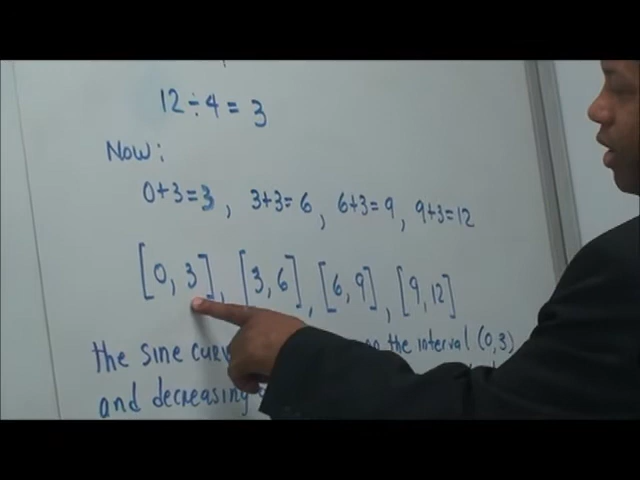 12 ÷ 4 = 3
Now:
0+3=3, 3+3=6, 6+3=9, 9+3=12
[0, 3], [3, 6], [6, 9], [9, 12]
the sine the interval (0,3)
and decreasing